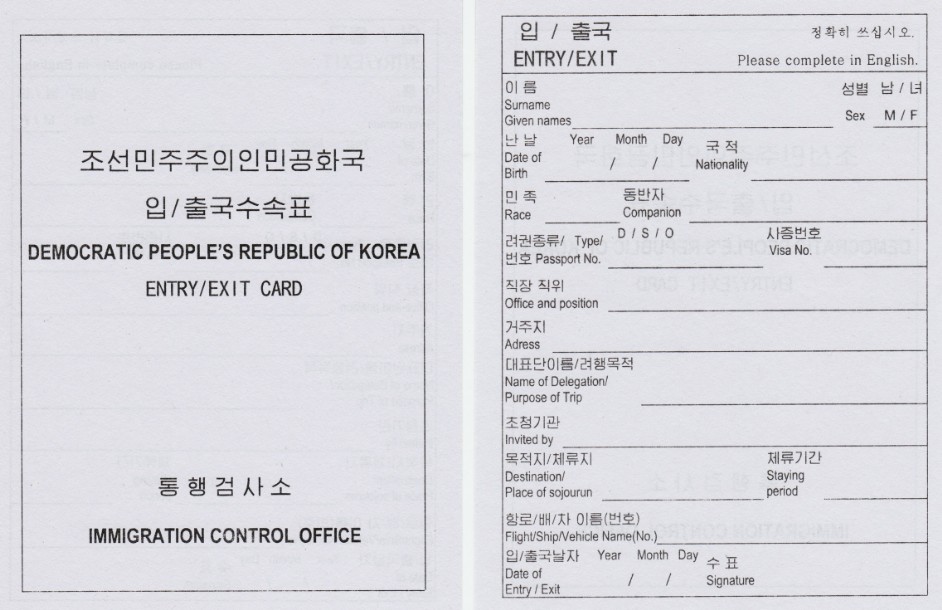 조선민주주의인민공화국
입/출국수속표
DEMOCRATIC PEOPLE'S REPUBLIC OF KOREA
ENTRY/EXIT CARD
통행검사소
IMMIGRATION CONTROL OFFICE
입 / 출국 정확히 쓰십시오.
ENTRY/EXIT Please complete in English.
이 름 성별 남 / 녀
Surname
Given names Sex M / F
난 날 Year Month Day 국 적
Date of / / Nationality
Birth
민 족 동반자
Race Companion
려권종류/ Type/ D / S / O 사증번호
번호 Passport No. Visa No.
직장 직위
Office and position
거주지
Adress
대표단이름/려행목적
Name of Delegation/
Purpose of Trip
초청기관
Invited by
목적지/체류지 체류기간
Destination/ Staying
Place of sojourun period
항로/배/차 이름(번호)
Flight/Ship/Vehicle Name(No.)
입/출국날자 Year Month Day 수 표
Date of / / Signature
Entry / Exit